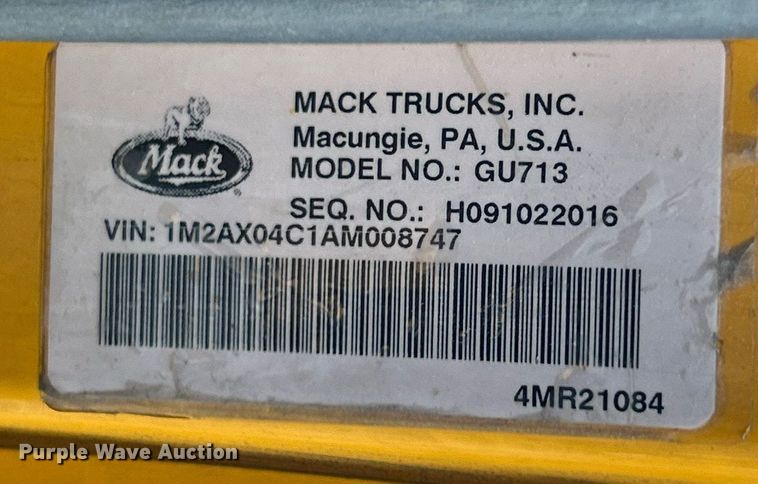 MACK TRUCKS, INC.
Mack
®
Macungie, PA, U.S.A.
MODEL NO.: GU713
SEQ. NO.: H091022016
VIN: 1M2AX04C1AM008747
4MR21084
Purple Wave Auction